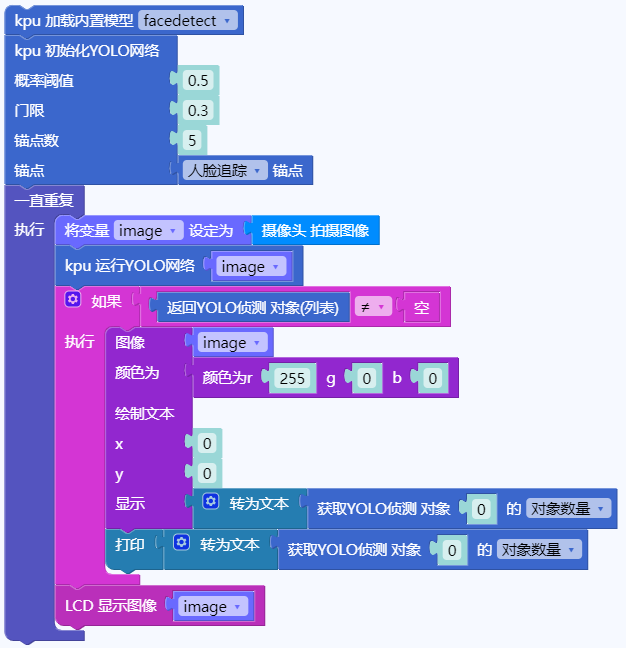 kpu 加载内置模型 facedetect
kpu 初始化YOLO网络
概率阈值 0.5
门限 0.3
锚点数 5
锚点 人脸追踪 锚点
一直重复
执行 将变量 image 设定为 摄像头 拍摄图像
kpu 运行YOLO网络 image
如果 返回YOLO侦测 对象(列表) ≠ 空
执行 图像 image
颜色为 颜色为r 255 g 0 b 0
绘制文本
x 0
y 0
显示 转为文本 获取YOLO侦测 对象 0 的 对象数量
打印 转为文本 获取YOLO侦测 对象 0 的 对象数量
LCD 显示图像 image